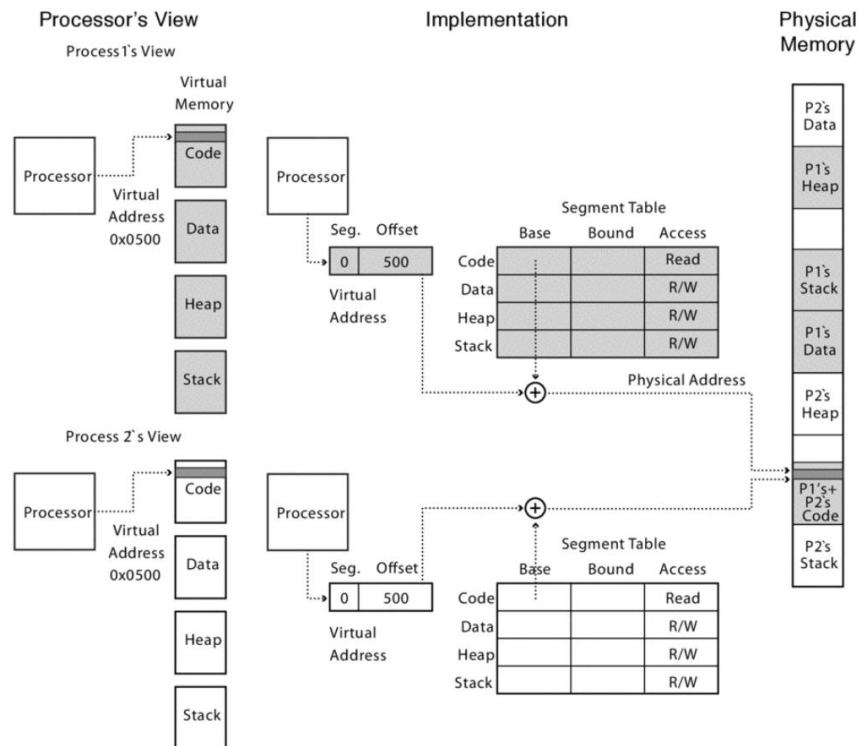 Processor's View
Implementation
Physical
Memory
Process1`s View
Virtual
Memory
Processor
Virtual
Address
0x0500
Code
Data
Heap
Stack
Processor
Seg. Offset
0 500
Virtual
Address
Segment Table
Base Bound Access
Code Read
Data R/W
Heap R/W
Stack R/W
Physical Address
Process 2`s View
Processor
Virtual
Address
0x0500
Code
Data
Heap
Stack
Processor
Seg. Offset
0 500
Virtual
Address
Segment Table
Base Bound Access
Code Read
Data R/W
Heap R/W
Stack R/W
P2`s
Data
P1`s
Heap
P1`s
Stack
P1`s
Data
P2`s
Heap
P1's+
P2`s
Code
P2`s
Stack